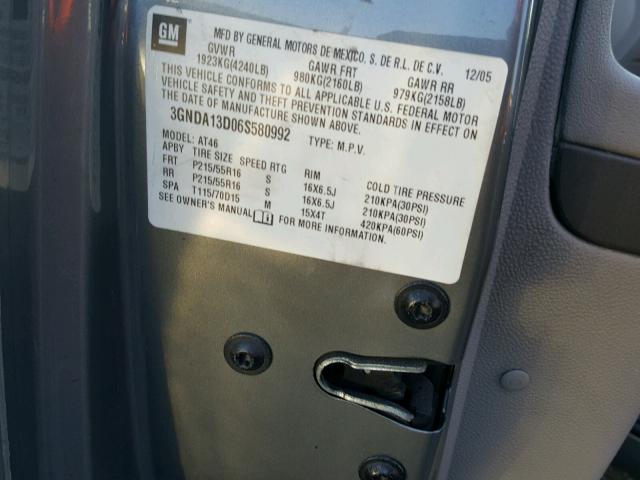 GM
MFD BY GENERAL MOTORS DE MEXICO, S. DE R.L. DE C.V.
12/05
GVWR GAWR FRT GAWR RR
1923KG(4240LB) 980KG(2160LB) 979KG(2158LB)
THIS VEHICLE CONFORMS TO ALL APPLICABLE U.S. FEDERAL MOTOR
VEHICLE SAFETY AND THEFT PREVENTION STANDARDS IN EFFECT ON
THE DATE OF MANUFACTURE SHOWN ABOVE.
3GNDA13D06S580992 TYPE: M.P.V.
MODEL: AT46
APBY TIRE SIZE SPEED RTG RIM COLD TIRE PRESSURE
FRT P215/55R16 S 16X6.5J 210KPA(30PSI)
RR P215/55R16 S 16X6.5J 210KPA(30PSI)
SPA T115/70D15 M 15X4T 420KPA(60PSI)
SEE OWNER'S MANUAL FOR MORE INFORMATION.